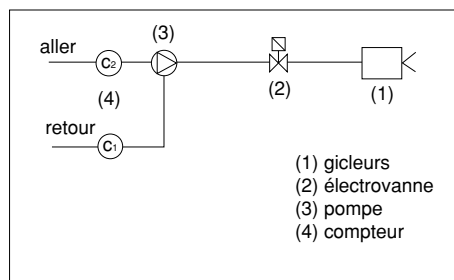 aller
(3)
C2
(4)
(2)
(1)
retour
C1
(1) gicleurs
(2) électrovanne
(3) pompe
(4) compteur